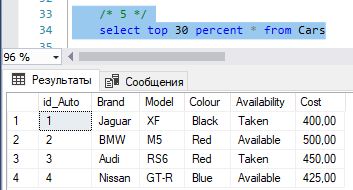 33 /* 5 */
34 select top 30 percent * from Cars
96 %
Результаты Сообщения
id_Auto Brand Model Colour Availability Cost
1 1 Jaguar XF Black Taken 400,00
2 2 BMW M5 Red Available 500,00
3 3 Audi RS6 Red Taken 450,00
4 4 Nissan GT-R Blue Available 425,00